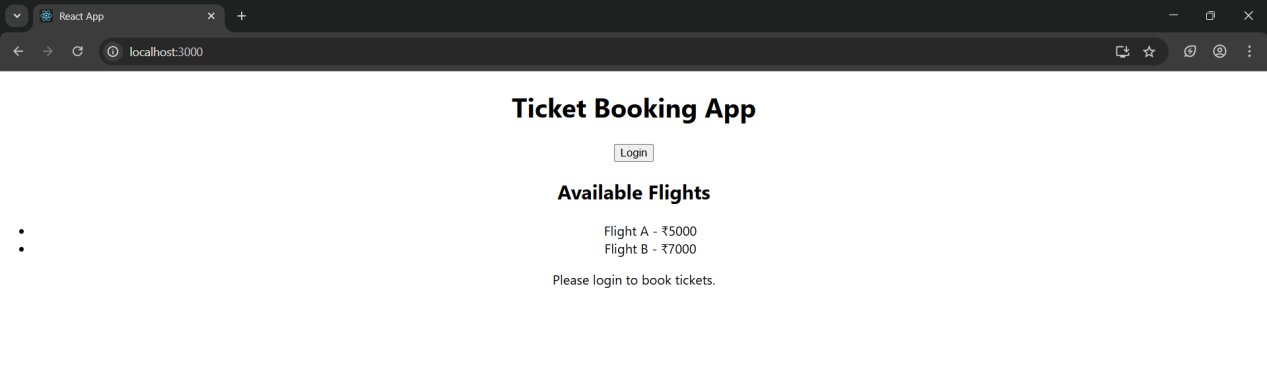 React App
localhost:3000
Ticket Booking App
Login
Available Flights
Flight A - ₹5000
Flight B - ₹7000
Please login to book tickets.